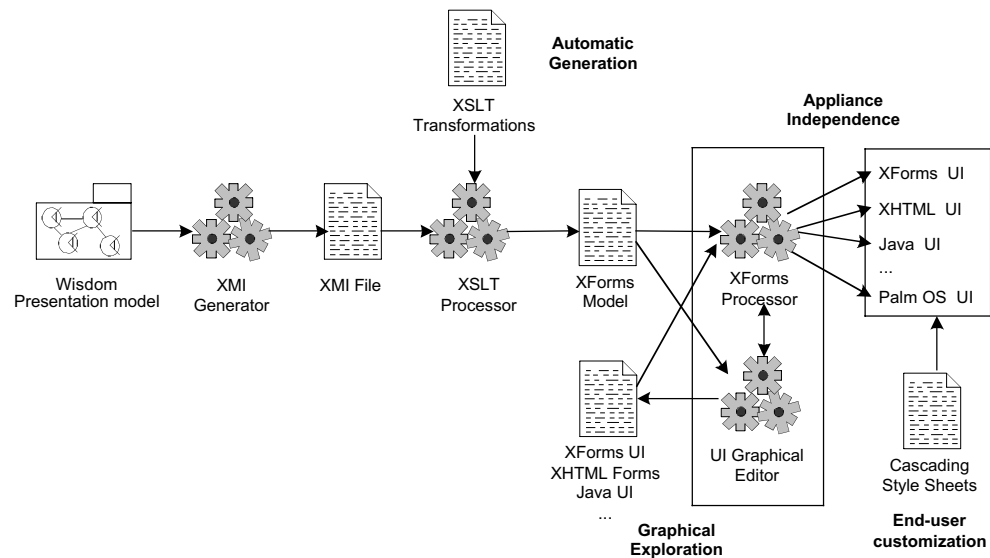 Automatic
Generation
XSLT
Transformations
Appliance
Independence
XForms UI
XHTML UI
Java UI
...
Palm OS UI
Wisdom
Presentation model
XMI
Generator
XMI File
XSLT
Processor
XForms
Model
XForms
Processor
XForms UI
XHTML Forms
Java UI
...
UI Graphical
Editor
Cascading
Style Sheets
Graphical
Exploration
End-user
customization